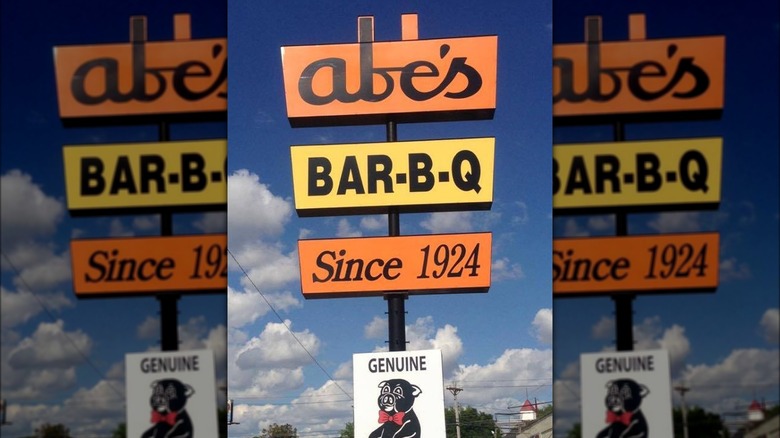 abe's
BAR-B-Q
Since 1924
GENUINE